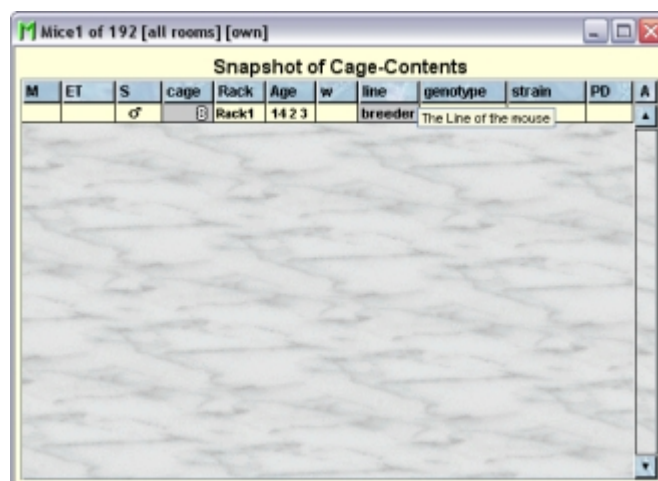 Mice1 of 192 [all rooms] [own]
Snapshot of Cage-Contents
M ET S cage Rack Age w line genotype strain PD A
♂ Rack1 14 2 3 breeder The Line of the mouse